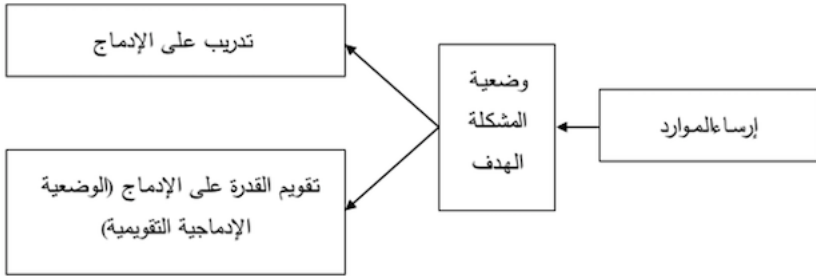 إرساءالموارد
وضعية
المشكلة
الهدف
تدريب على الإدماج
تقويم القدرة على الإدماج (الوضعية
الإدماجية التقويمية)